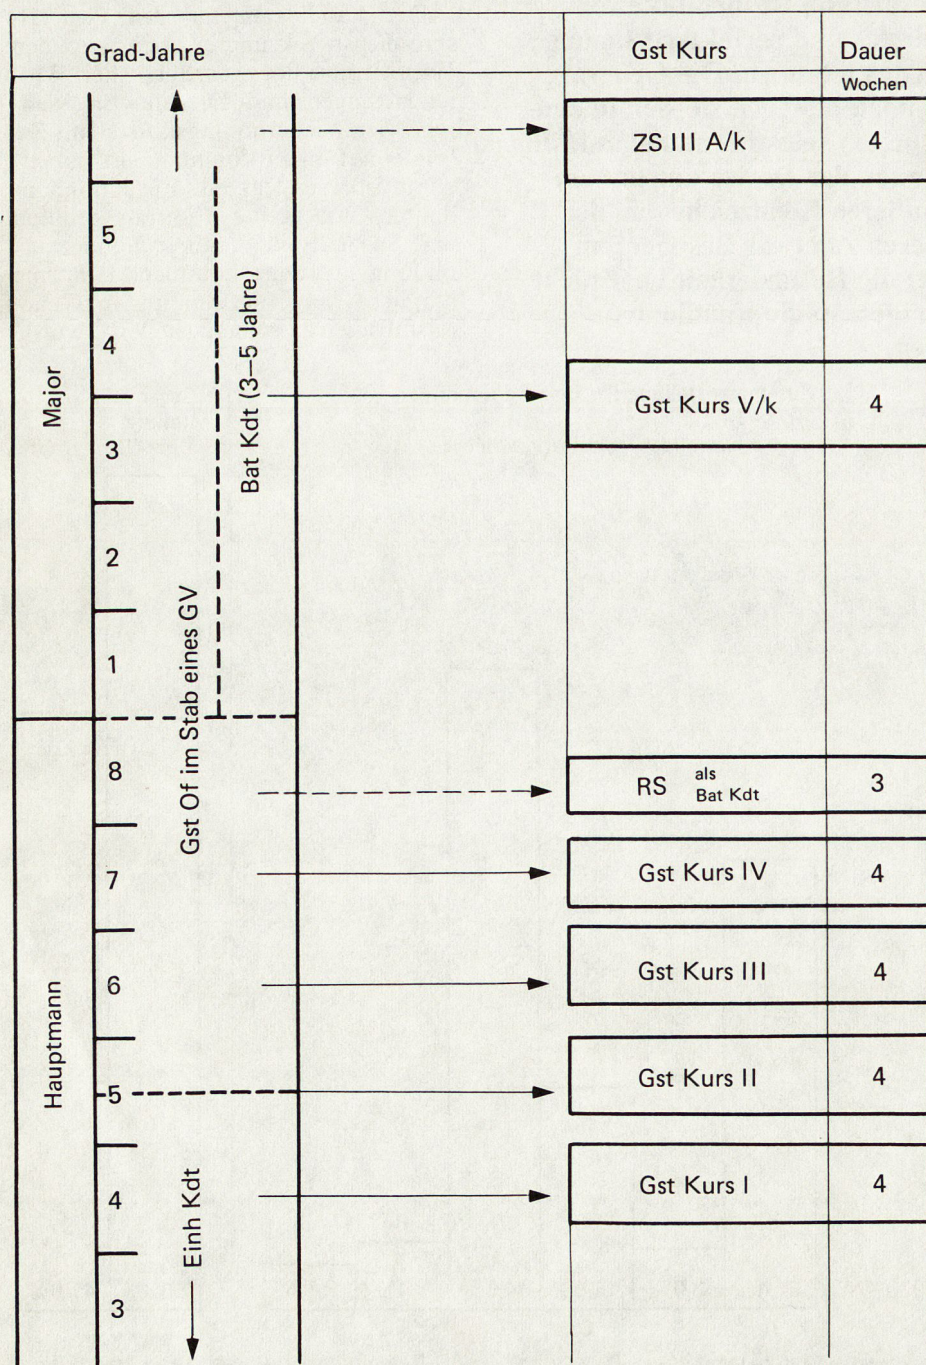 Grad-Jahre Gst Kurs Dauer
Wochen
ZS III A/k 4
5
4
Bat Kdt (3–5 Jahre)
Major
Gst Kurs V/k 4
3
2
1
Gst Of im Stab eines GV
8
RS als Bat Kdt 3
7
Gst Kurs IV 4
6
Gst Kurs III 4
Hauptmann
5
Gst Kurs II 4
4
Gst Kurs I 4
Einh Kdt
3